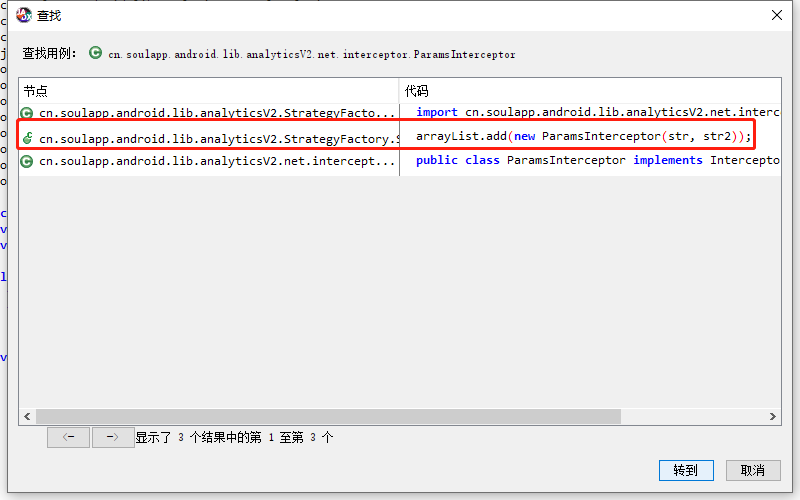 查找
查找用例: cn.soulapp.android.lib.analyticsV2.net.interceptor.ParamsInterceptor
节点 代码
cn.soulapp.android.lib.analyticsV2.StrategyFacto... import cn.soulapp.android.lib.analyticsV2.net.interc
cn.soulapp.android.lib.analyticsV2.StrategyFactory.S arrayList.add(new ParamsInterceptor(str, str2));
cn.soulapp.android.lib.analyticsV2.net.intercept... public class ParamsInterceptor implements Intercepto
<- -> 显示了 3 个结果中的第 1 至第 3 个
转到 取消